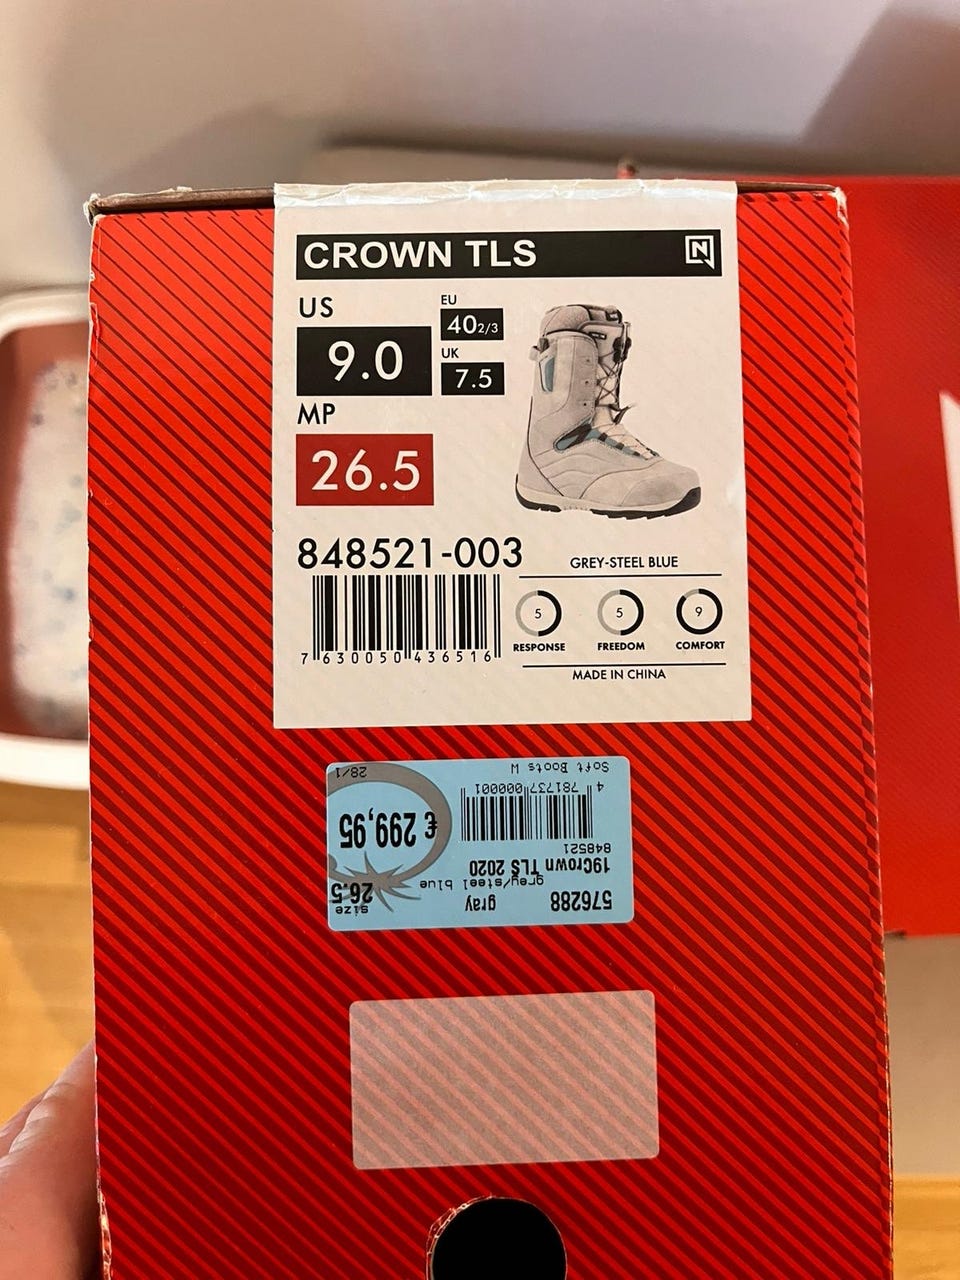 CROWN TLS
N
US
9.0
EU
40 2/3
UK
7.5
MP
26.5
848521-003
7 630050 436516
GREY-STEEL BLUE
5
5
9
RESPONSE FREEDOM COMFORT
MADE IN CHINA
576288 gray size
grey/steel blue 26.5
19Crown TLS 2020
848521
€ 299,95
4 781737 000001
Soft Boots W 28/1